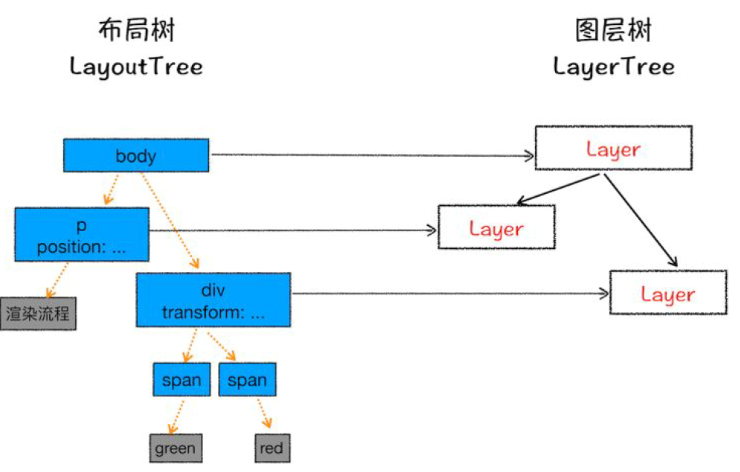 布局树
LayoutTree
图层树
LayerTree
body
Layer
p
position: ...
Layer
div
transform: ...
Layer
渲染流程
span
span
green
red